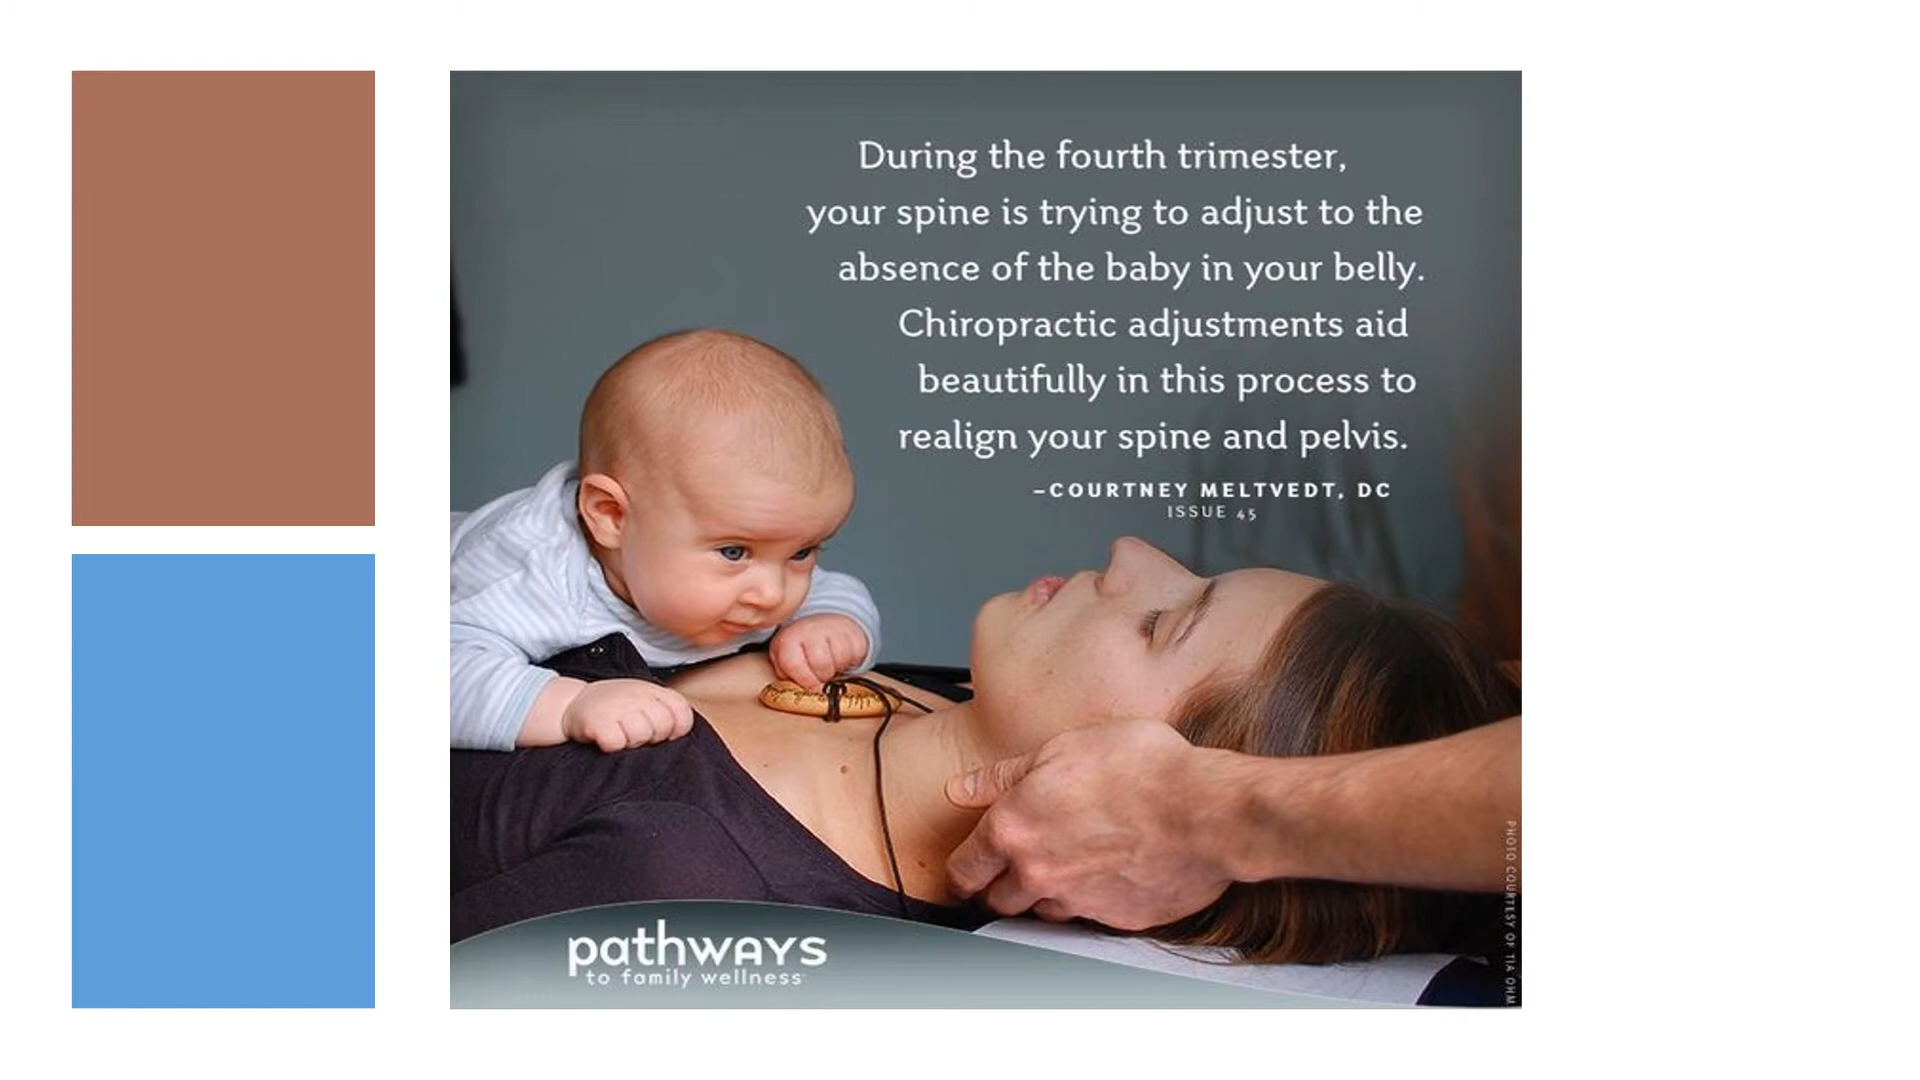 During the fourth trimester,
your spine is trying to adjust to the
absence of the baby in your belly.
Chiropractic adjustments aid
beautifully in this process to
realign your spine and pelvis.
–COURTNEY MELTVEDT, DC
ISSUE 45
pathways
to family wellness
PHOTO COURTESY OF TIA OHM